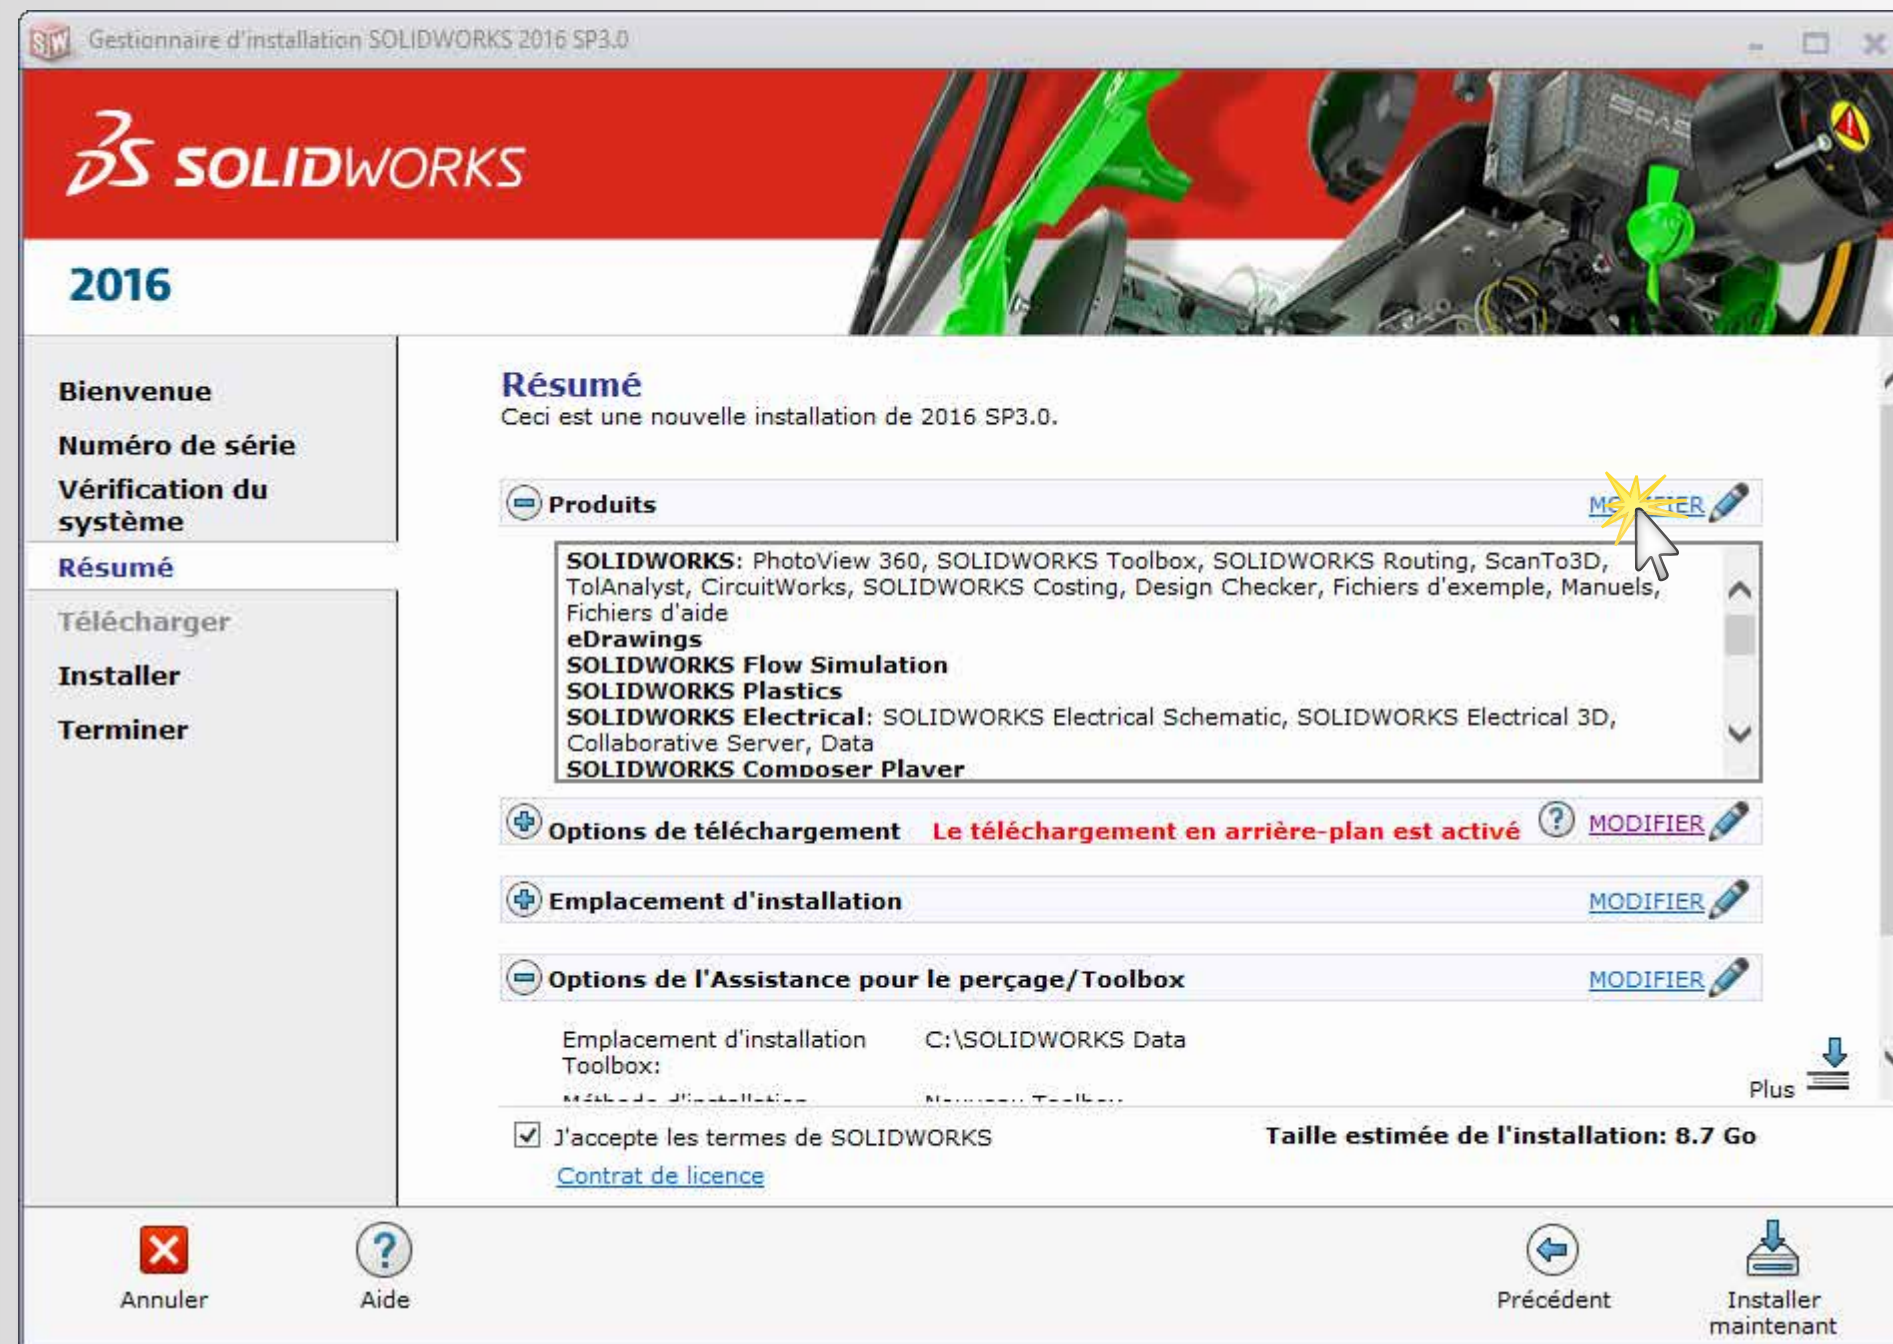 SW Gestionnaire d'installation SOLIDWORKS 2016 SP3.0
SOLIDWORKS
2016
Bienvenue
Numéro de série
Vérification du
système
Résumé
Télécharger
Installer
Terminer
Résumé
Ceci est une nouvelle installation de 2016 SP3.0.
Produits
SOLIDWORKS: PhotoView 360, SOLIDWORKS Toolbox, SOLIDWORKS Routing, ScanTo3D,
TolAnalyst, CircuitWorks, SOLIDWORKS Costing, Design Checker, Fichiers d'exemple, Manuels,
Fichiers d'aide
eDrawings
SOLIDWORKS Flow Simulation
SOLIDWORKS Plastics
SOLIDWORKS Electrical: SOLIDWORKS Electrical Schematic, SOLIDWORKS Electrical 3D,
Collaborative Server, Data
SOLIDWORKS Composer Player
Options de téléchargement Le téléchargement en arrière-plan est activé ? MODIFIER
Emplacement d'installation MODIFIER
Options de l'Assistance pour le perçage/Toolbox MODIFIER
Emplacement d'installation C:\SOLIDWORKS Data
Toolbox:
Plus
J'accepte les termes de SOLIDWORKS Taille estimée de l'installation: 8.7 Go
Contrat de licence
Annuler
Aide
Précédent
Installer
maintenant